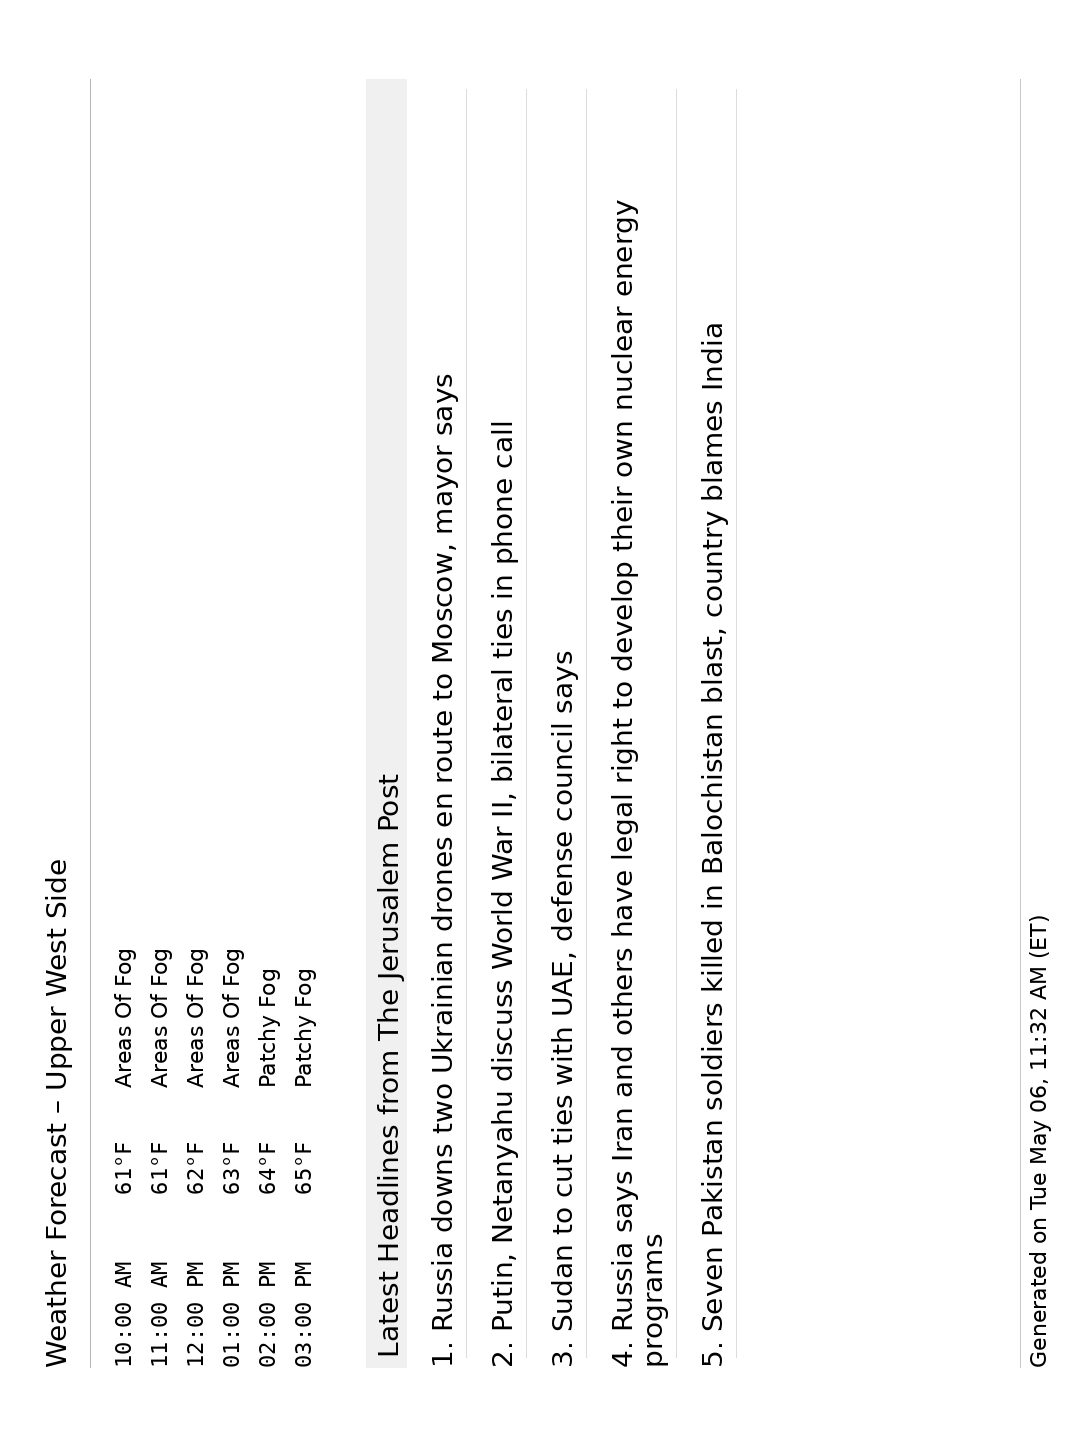 Weather Forecast – Upper West Side
10:00 AM 61°F Areas Of Fog
11:00 AM 61°F Areas Of Fog
12:00 PM 62°F Areas Of Fog
01:00 PM 63°F Areas Of Fog
02:00 PM 64°F Patchy Fog
03:00 PM 65°F Patchy Fog
Latest Headlines from The Jerusalem Post
1. Russia downs two Ukrainian drones en route to Moscow, mayor says
2. Putin, Netanyahu discuss World War II, bilateral ties in phone call
3. Sudan to cut ties with UAE, defense council says
4. Russia says Iran and others have legal right to develop their own nuclear energy
programs
5. Seven Pakistan soldiers killed in Balochistan blast, country blames India
Generated on Tue May 06, 11:32 AM (ET)